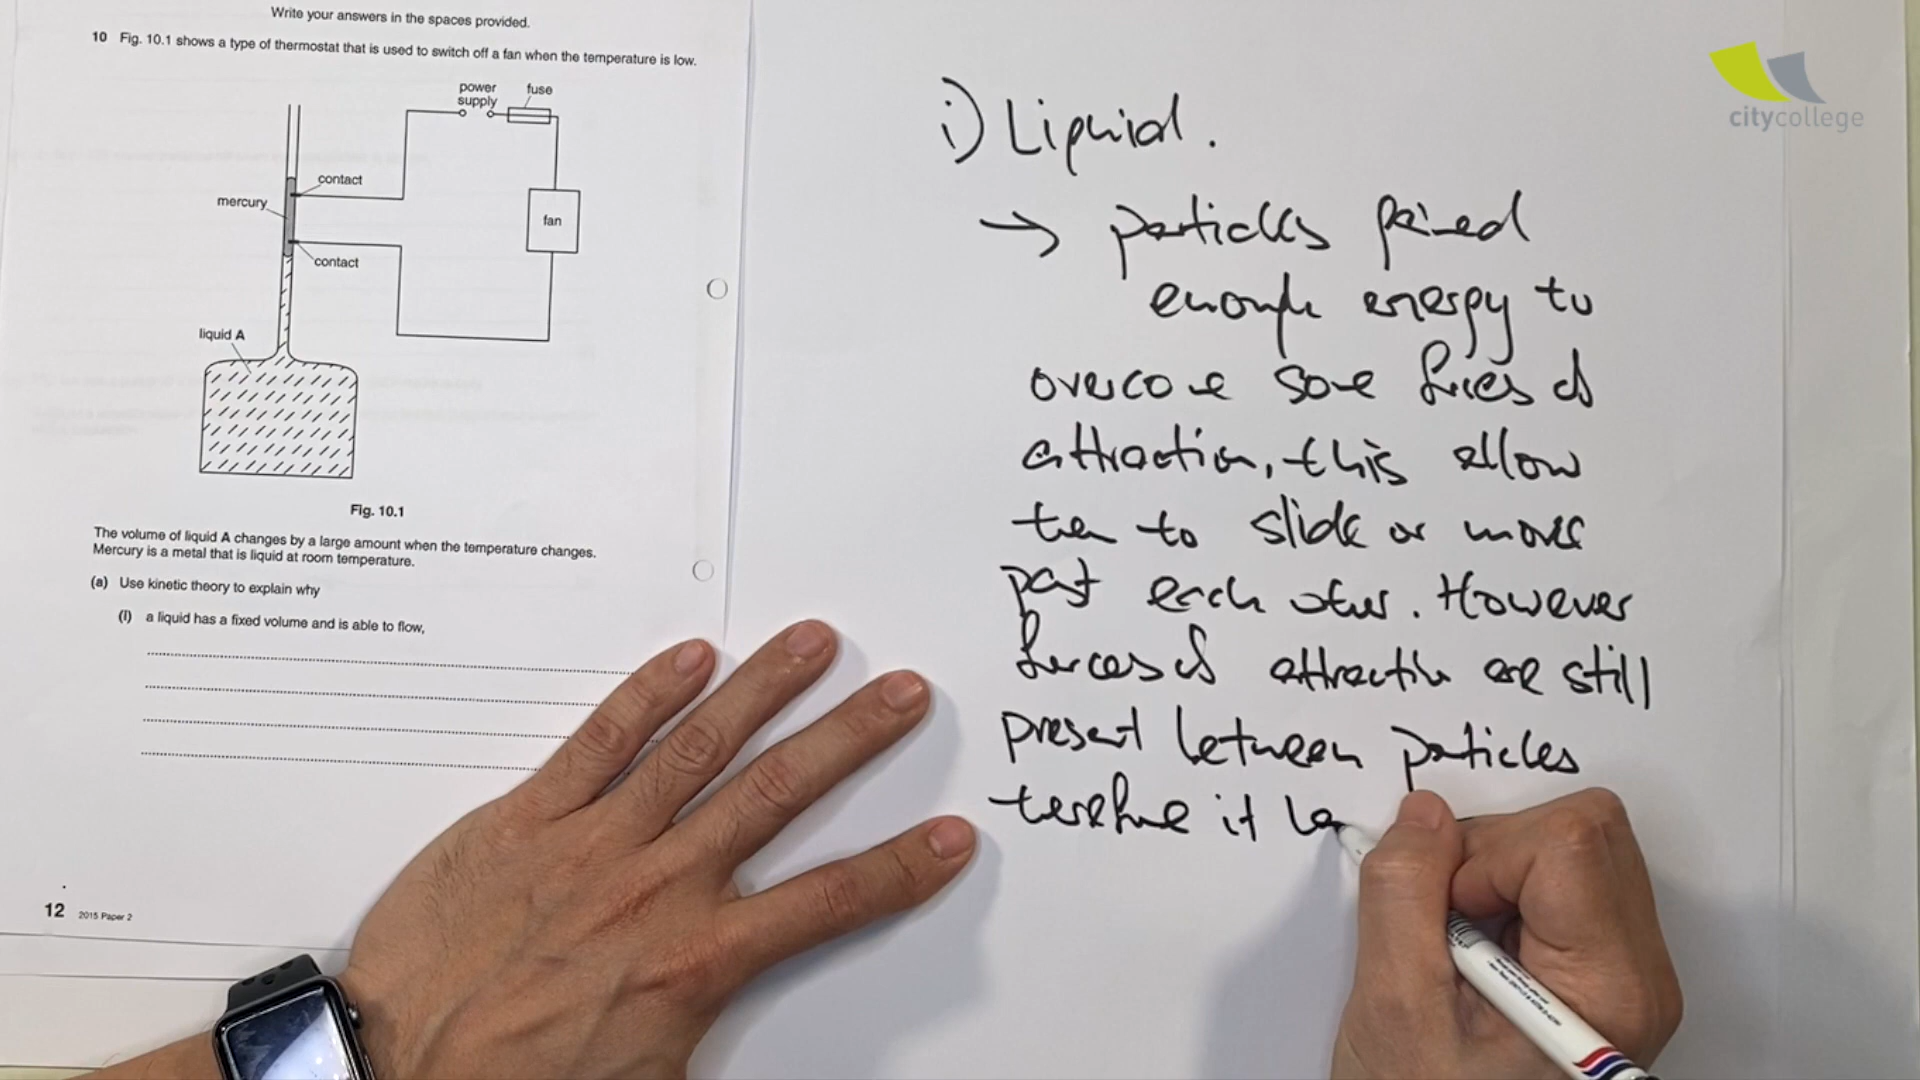 Write your answers in the spaces provided.
10 Fig. 10.1 shows a type of thermostat that is used to switch off a fan when the temperature is low.
power
supply
fuse
contact
mercury
fan
contact
liquid A
Fig. 10.1
The volume of liquid A changes by a large amount when the temperature changes.
Mercury is a metal that is liquid at room temperature.
(a) Use kinetic theory to explain why
(i) a liquid has a fixed volume and is able to flow,
12 2015 Paper 2
citycollege
i) Liquid.
→ particles gained
enough energy to
overcome some forces of
attraction, this allow
them to slide or move
past each other. However
forces of attraction are still
present between particles
therefore it